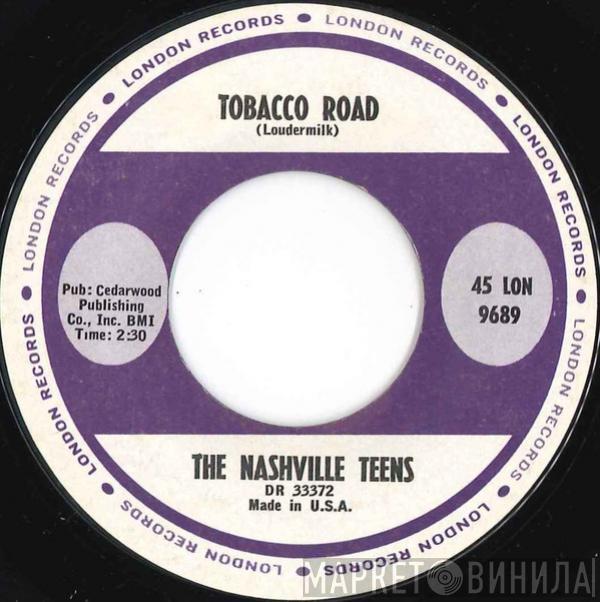 LONDON RECORDS • LONDON RECORDS • LONDON RECORDS • LONDON RECORDS • LONDON RECORDS • LONDON RECORDS • LONDON RECORDS • LONDON RECORDS • LONDON RECORDS •
TOBACCO ROAD
(Loudermilk)
Pub: Cedarwood
Publishing
Co., Inc. BMI
Time: 2:30
45 LON
9689
THE NASHVILLE TEENS
DR 33372
Made in U.S.A.
МАРКЕТ ВИНИЛА